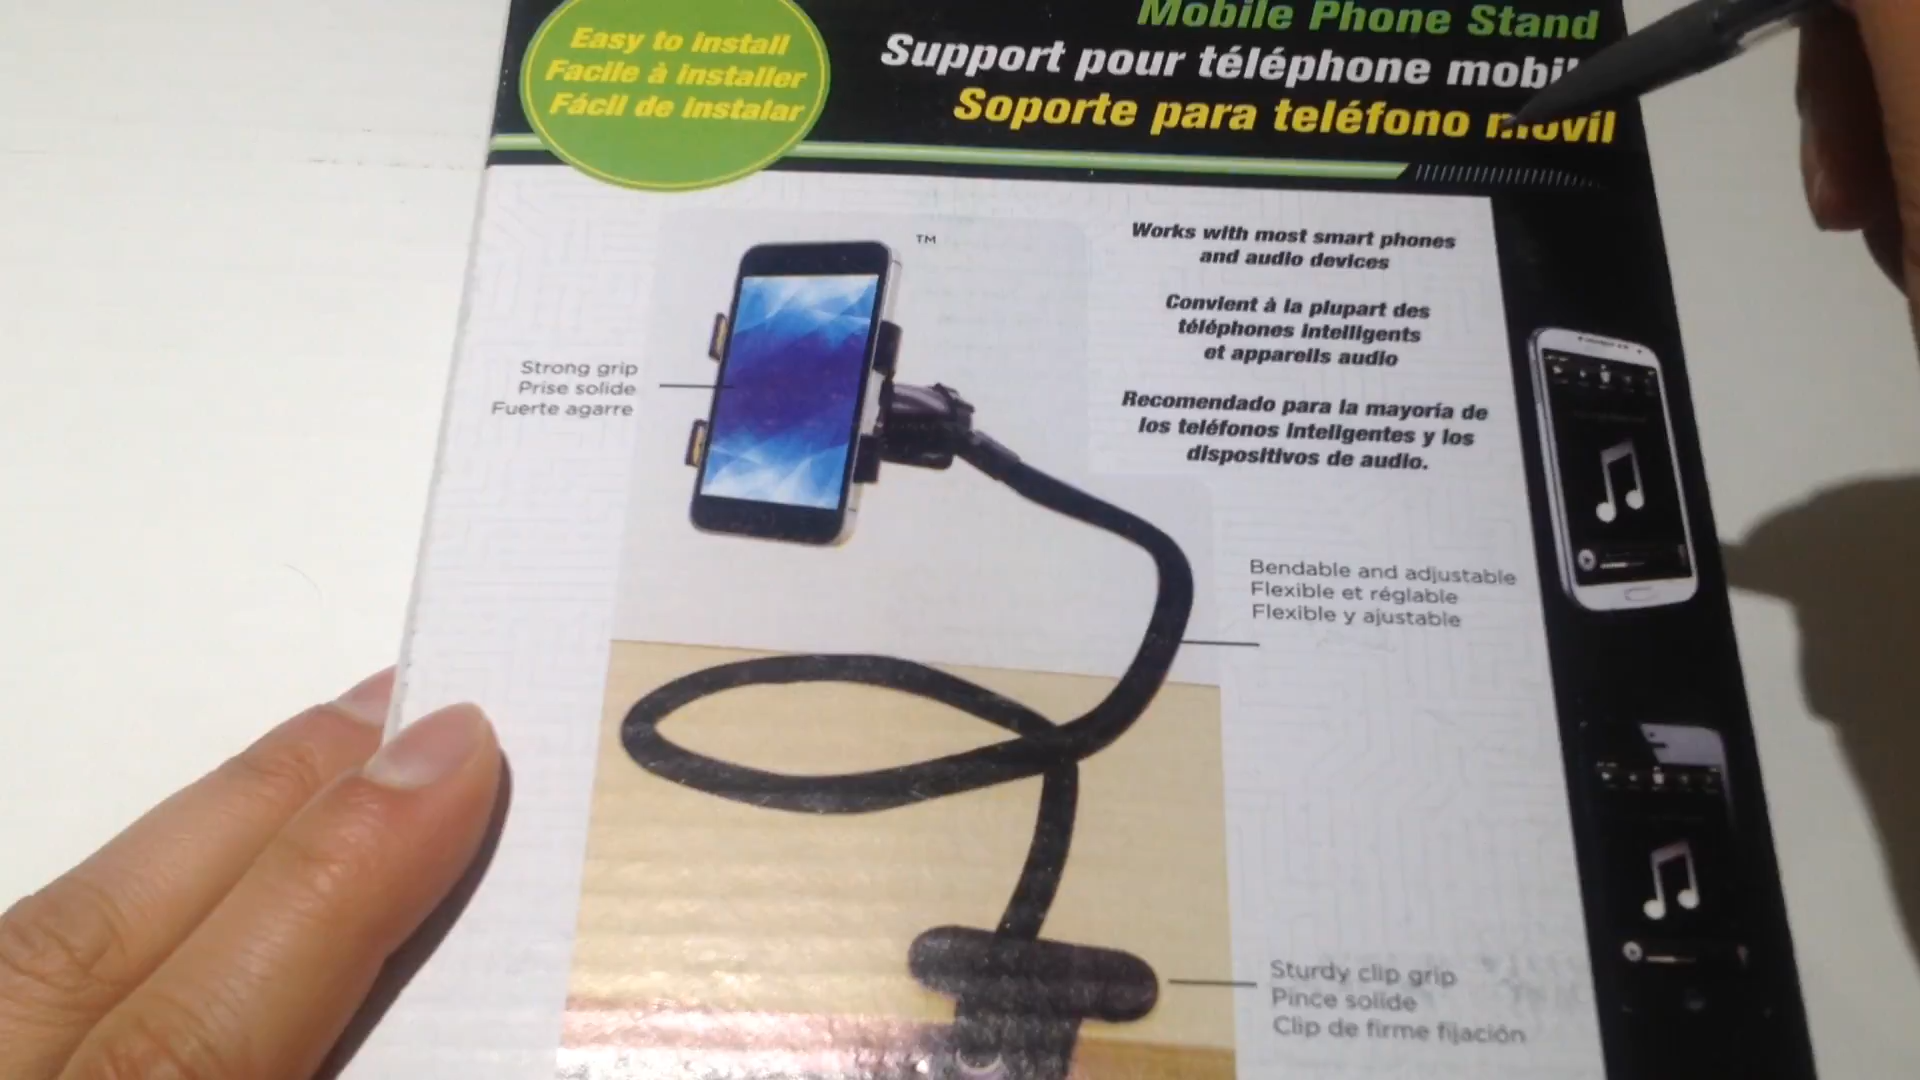 Easy to install
Facile à installer
Fácil de instalar
Mobile Phone Stand
Support pour téléphone
Soporte para teléfono móvil
TM
Works with most smart phones
and audio devices
Convient à la plupart des
téléphones intelligents
et appareils audio
Recomendado para la mayoría de
los teléfonos inteligentes y los
dispositivos de audio.
Strong grip
Prise solide
Fuerte agarre
Bendable and adjustable
Flexible et réglable
Flexible y ajustable
Sturdy clip grip
Pince solide
Clip de firme fijación